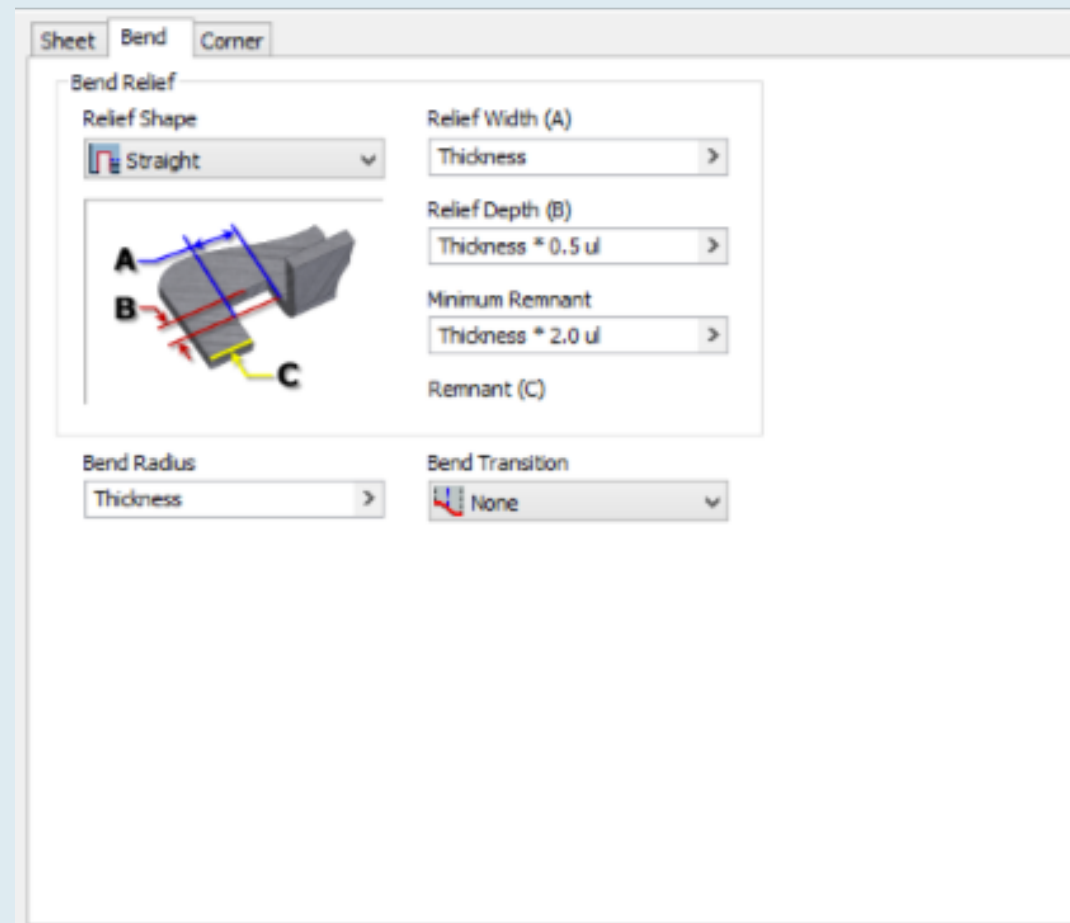 Sheet Bend Corner
Bend Relief
Relief Shape
Straight
Relief Width (A)
Thickness
Relief Depth (B)
Thickness * 0.5 ul
Minimum Remnant
Thickness * 2.0 ul
Remnant (C)
A
B
C
Bend Radius
Thickness
Bend Transition
None